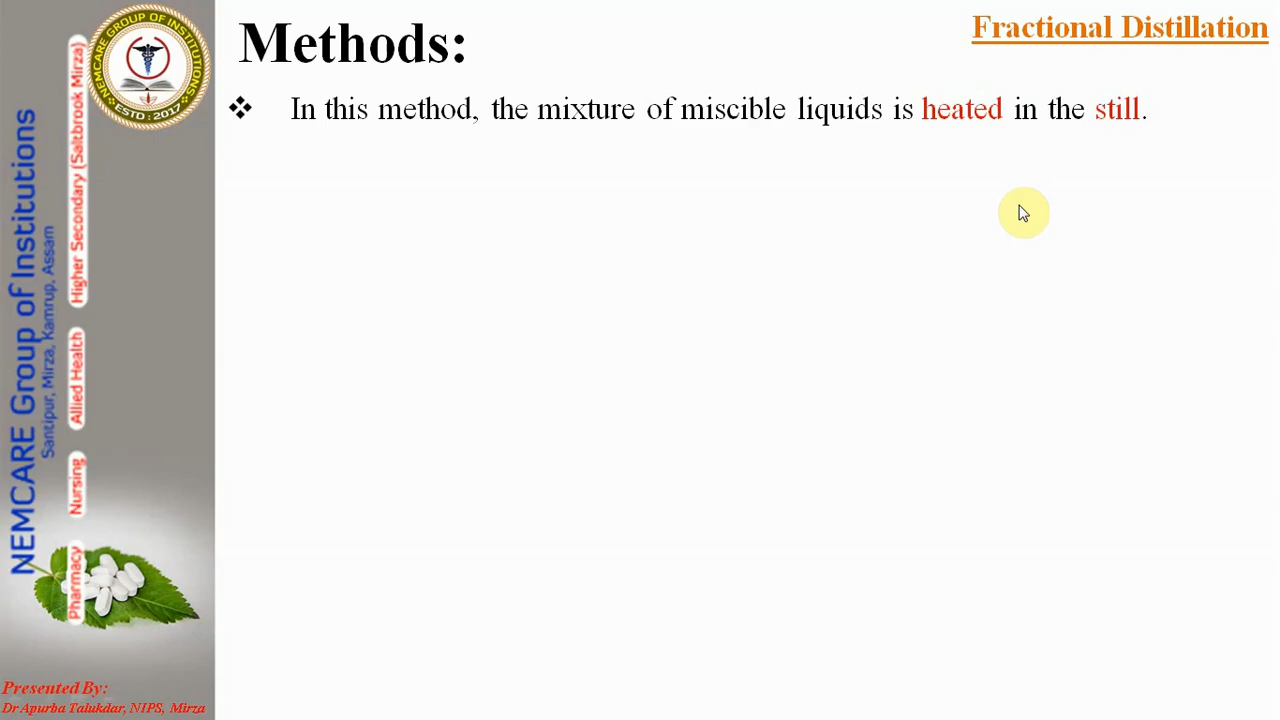 Methods:
Fractional Distillation
❖ In this method, the mixture of miscible liquids is heated in the still.
NEMCARE GROUP OF INSTITUTIONS
ESTD : 2017
NEMCARE Group of Institutions
Santipur, Mirza, Kamrup, Assam
Pharmacy Nursing Allied Health Higher Secondary (Saltbrook Mirza)
Presented By:
Dr Apurba Talukdar, NIPS, Mirza